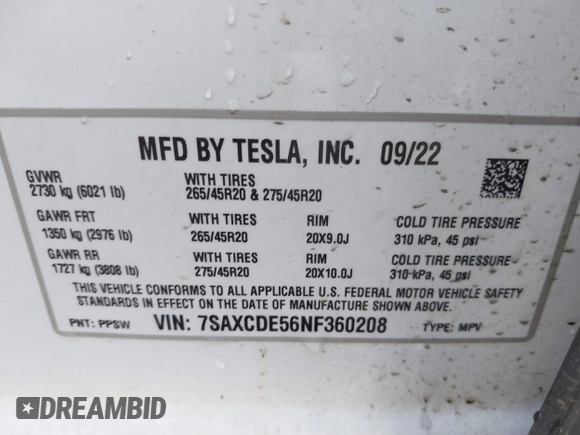 MFD BY TESLA, INC. 09/22
GVWR WITH TIRES
2730 kg (6021 lb) 265/45R20 & 275/45R20
GAWR FRT WITH TIRES RIM COLD TIRE PRESSURE
1350 kg (2976 lb) 265/45R20 20X9.0J 310 kPa, 45 psi
GAWR RR WITH TIRES RIM COLD TIRE PRESSURE
1727 kg (3808 lb) 275/45R20 20X10.0J 310 kPa, 45 psi
THIS VEHICLE CONFORMS TO ALL APPLICABLE U.S. FEDERAL MOTOR VEHICLE SAFETY
STANDARDS IN EFFECT ON THE DATE OF MANUFACTURE SHOWN ABOVE.
PNT: PPSW VIN: 7SAXCDE56NF360208 TYPE: MPV
DREAMBID